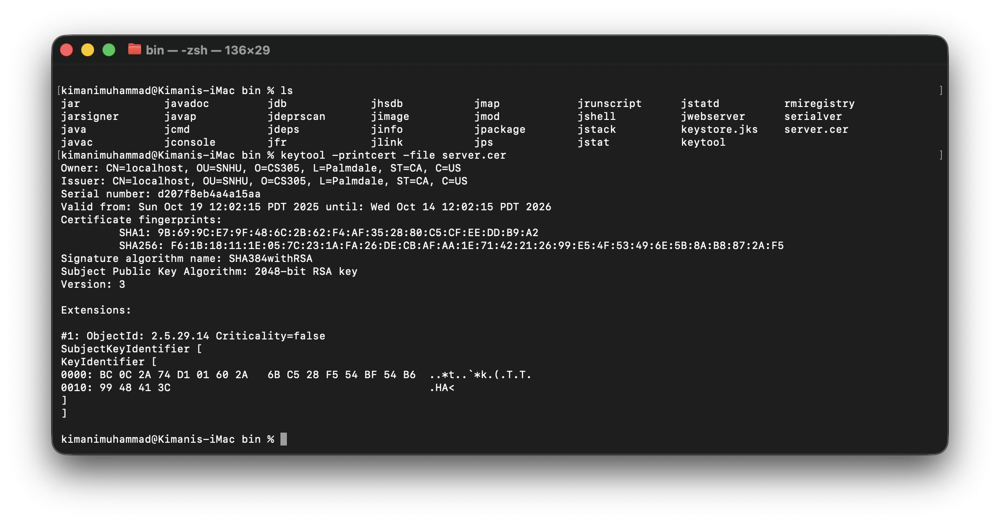 bin — -zsh — 136×29
[kimanimuhammad@Kimanis-iMac bin % ls ]
jar javadoc jdb jhsdb jmap jrunscript jstatd rmiregistry
jarsigner javap jdeprscan jimage jmod jshell jwebserver serialver
java jcmd jdeps jinfo jpackage jstack keystore.jks server.cer
javac jconsole jfr jlink jps jstat keytool
[kimanimuhammad@Kimanis-iMac bin % keytool -printcert -file server.cer ]
Owner: CN=localhost, OU=SNHU, O=CS305, L=Palmdale, ST=CA, C=US
Issuer: CN=localhost, OU=SNHU, O=CS305, L=Palmdale, ST=CA, C=US
Serial number: d207f8eb4a4a15aa
Valid from: Sun Oct 19 12:02:15 PDT 2025 until: Wed Oct 14 12:02:15 PDT 2026
Certificate fingerprints:
SHA1: 9B:69:9C:E7:9F:48:6C:2B:62:F4:AF:35:28:80:C5:CF:EE:DD:B9:A2
SHA256: F6:1B:18:11:1E:05:7C:23:1A:FA:26:DE:CB:AF:AA:1E:71:42:21:26:99:E5:4F:53:49:6E:5B:8A:B8:87:2A:F5
Signature algorithm name: SHA384withRSA
Subject Public Key Algorithm: 2048-bit RSA key
Version: 3
Extensions:
#1: ObjectId: 2.5.29.14 Criticality=false
SubjectKeyIdentifier [
KeyIdentifier [
0000: BC 0C 2A 74 D1 01 60 2A 6B C5 28 F5 54 BF 54 B6 ..*t..`*k.(.T.T.
0010: 99 48 41 3C .HA<
]
]
kimanimuhammad@Kimanis-iMac bin %